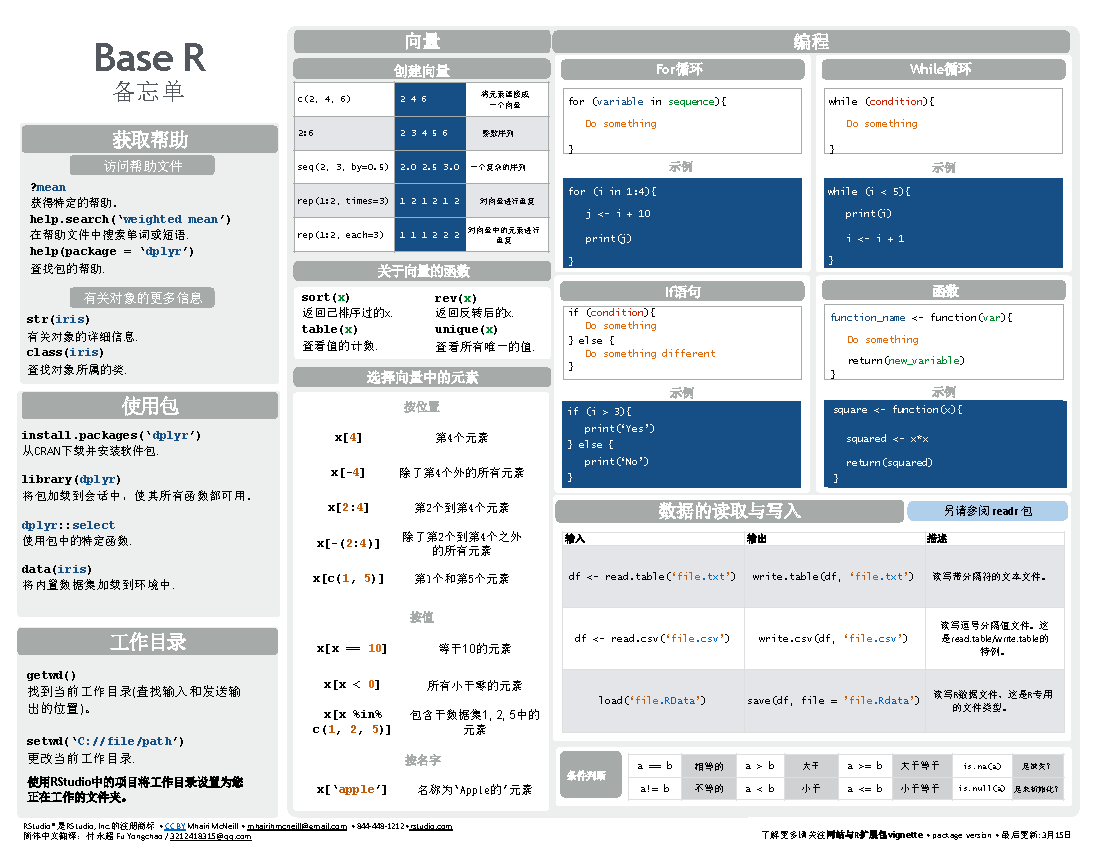 Base R
备忘单
获取帮助
访问帮助文件
?mean
获得特定的帮助.
help.search(‘weighted mean’)
在帮助文件中搜索单词或短语.
help(package = ‘dplyr’)
查找包的帮助.
有关对象的更多信息
str(iris)
有关对象的详细信息.
class(iris)
查找对象所属的类.
使用包
install.packages(‘dplyr’)
从CRAN下载并安装软件包.
library(dplyr)
将包加载到会话中，使其所有函数都可用.
dplyr::select
使用包中的特定函数.
data(iris)
将内置数据集加载到环境中.
工作目录
getwd()
找到当前工作目录(查找输入和发送输
出的位置)。
setwd(‘C://file/path’)
更改当前工作目录.
使用RStudio中的项目将工作目录设置为您
正在工作的文件夹。
向量
创建向量
c(2, 4, 6) 2 4 6 将元素连接成
一个向量
2:6 2 3 4 5 6 整数序列
seq(2, 3, by=0.5) 2.0 2.5 3.0 一个复杂的序列
rep(1:2, times=3) 1 2 1 2 1 2 对向量进行重复
rep(1:2, each=3) 1 1 1 2 2 2 对向量中的元素进行
重复
关于向量的函数
sort(x) rev(x)
返回已排序过的x. 返回反转后的x.
table(x) unique(x)
查看值的计数. 查看所有唯一的值.
选择向量中的元素
按位置
x[4] 第4个元素
x[-4] 除了第4个外的所有元素
x[2:4] 第2个到第4个元素
x[-(2:4)] 除了第2个到第4个之外
的所有元素
x[c(1, 5)] 第1个和第5个元素
按值
x[x == 10] 等于10的元素
x[x < 0] 所有小于零的元素
x[x %in%
c(1, 2, 5)] 包含于数据集1, 2, 5中的
元素
按名字
x[‘apple’] 名称为‘Apple的’元素
编程
For循环
for (variable in sequence){
Do something
}
示例
for (i in 1:4){
j <- i + 10
print(j)
}
While循环
while (condition){
Do something
}
示例
while (i < 5){
print(i)
i <- i + 1
}
If语句
if (condition){
Do something
} else {
Do something different
}
示例
if (i > 3){
print(‘Yes’)
} else {
print(‘No’)
}
函数
function_name <- function(var){
Do something
return(new_variable)
}
示例
square <- function(x){
squared <- x*x
return(squared)
}
数据的读取与写入 另请参阅 readr 包
输入 输出 描述
df <- read.table(‘file.txt’) write.table(df, ‘file.txt’) 读写带分隔符的文本文件。
df <- read.csv(‘file.csv’) write.csv(df, ‘file.csv’) 读写逗号分隔值文件。这
是read.table/write.table的
特例。
load(‘file.RData’) save(df, file = ’file.Rdata’) 读写R数据文件、这是R专用
的文件类型。
条件判断
a == b 相等的 a > b 大于 a >= b 大于等于 is.na(a) 是缺失?
a!= b 不等的 a < b 小于 a <= b 小于等于 is.null(a) 是未初始化?
RStudio® 是RStudio, Inc.的注册商标 • CC BY Mhairi McNeill • mhairihmcneill@gmail.com • 844-448-1212 • rstudio.com
简体中文翻译：付永超 Fu Yongchao / 3212418315@qq.com
了解更多请关注网站与R扩展包vignette • package version • 最后更新:3月15日